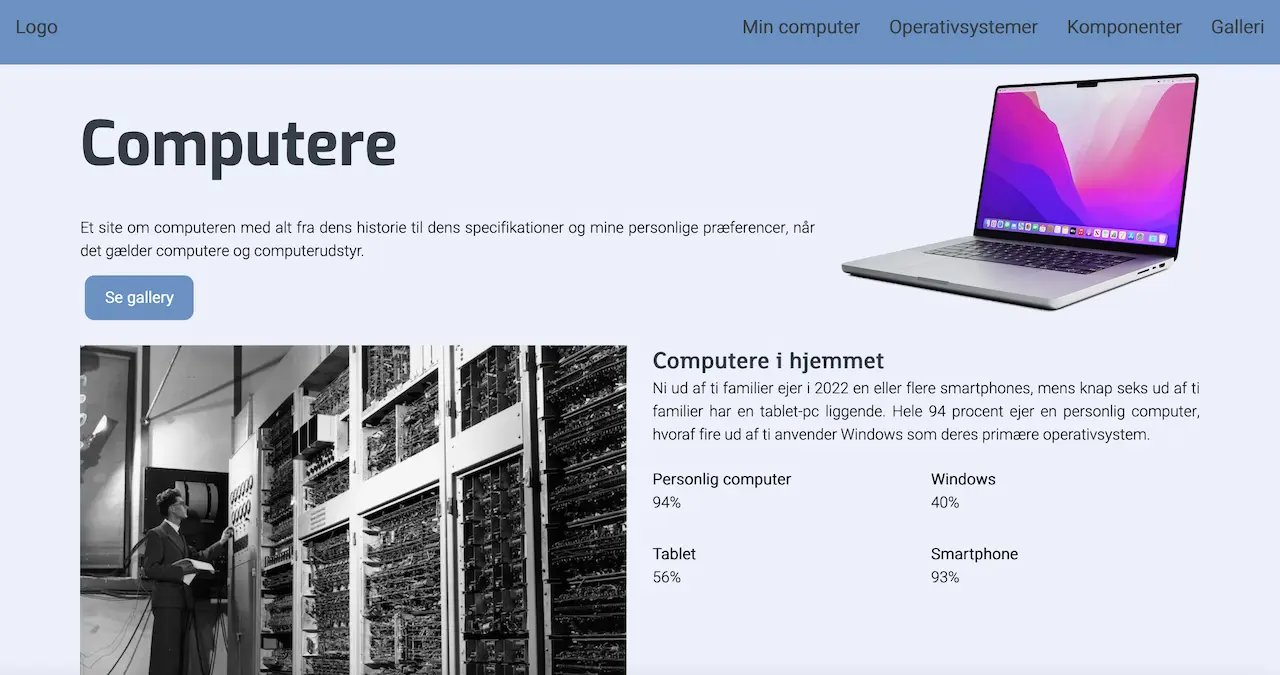 Logo
Min computer
Operativsystemer
Komponenter
Galleri
Computere
Et site om computeren med alt fra dens historie til dens specifikationer og mine personlige præferencer, når
det gælder computere og computerudstyr.
Se gallery
Computere i hjemmet
Ni ud af ti familier ejer i 2022 en eller flere smartphones, mens knap seks ud af ti
familier har en tablet-pc liggende. Hele 94 procent ejer en personlig computer,
hvoraf fire ud af ti anvender Windows som deres primære operativsystem.
Personlig computer
94%
Windows
40%
Tablet
56%
Smartphone
93%